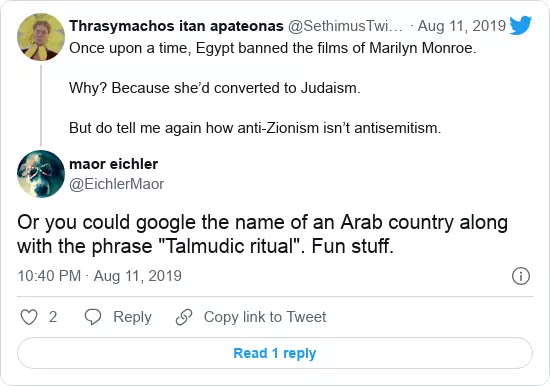 Thrasymachos itan apateonas @SethimusTwi... · Aug 11, 2019
Once upon a time, Egypt banned the films of Marilyn Monroe.
Why? Because she’d converted to Judaism.
But do tell me again how anti-Zionism isn’t antisemitism.
maor eichler
@EichlerMaor
Or you could google the name of an Arab country along
with the phrase "Talmudic ritual". Fun stuff.
10:40 PM · Aug 11, 2019
2 Reply Copy link to Tweet
Read 1 reply